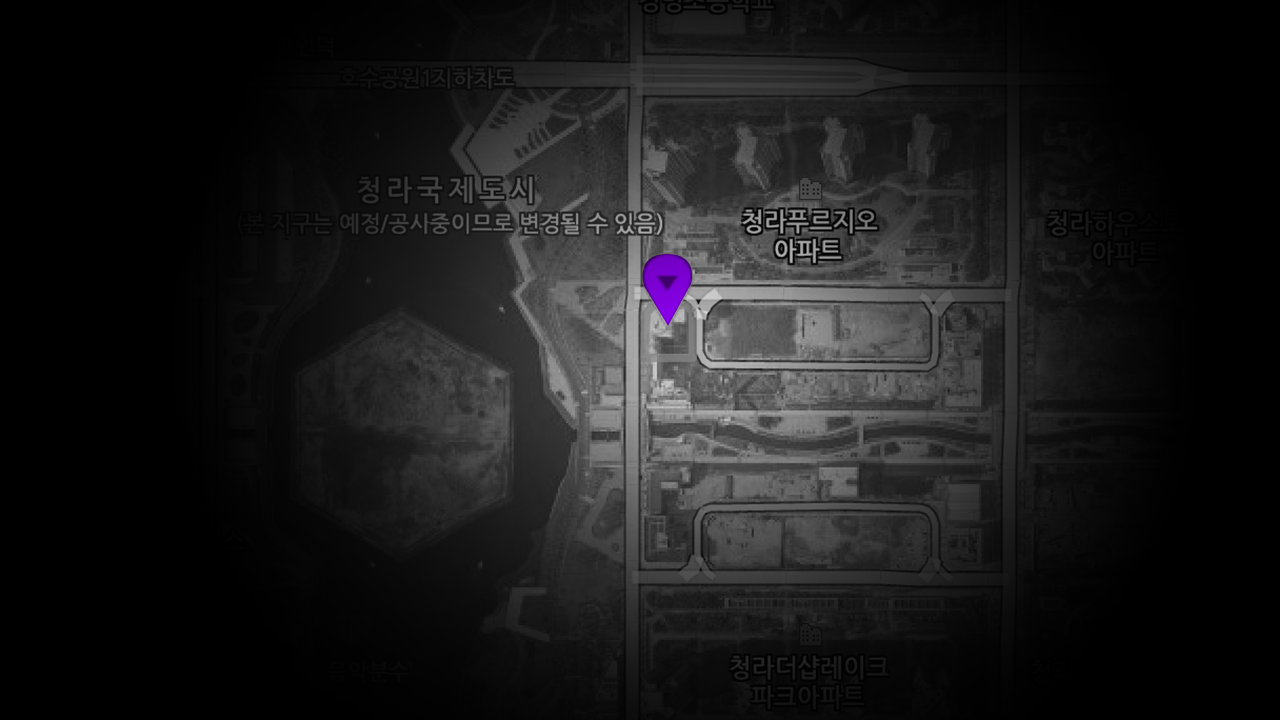 호수공원1지하차도
청라국제도시
(본 지구는 예정/공사중이므로 변경될 수 있음)
청라푸르지오
아파트
청라하우스
아파트
청라더샵레이크
파크아파트